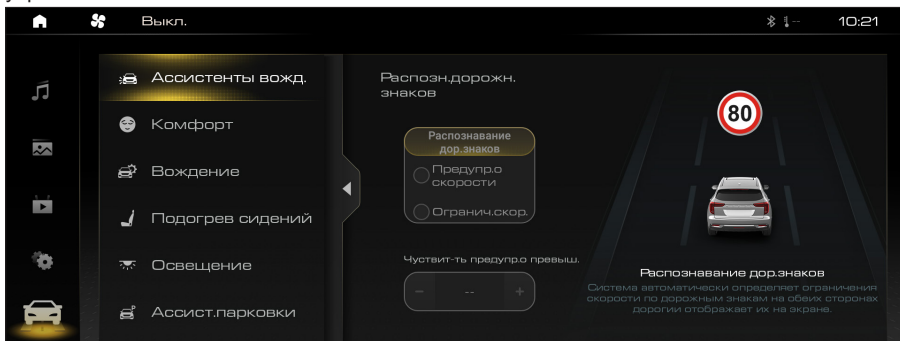 Выкл.
10:21
Ассистенты вожд.
Комфорт
Вождение
Подогрев сидений
Освещение
Ассист.парковки
Распозн.дорожн.
знаков
Распознавание
дор.знаков
Предупр.о
скорости
Огранич.скор.
Чуствит-ть предупр.о превыш.
- -- +
80
Распознавание дор.знаков
Система автоматически определяет ограничения
скорости по дорожным знакам на обеих сторонах
дорогии отображает их на экране.